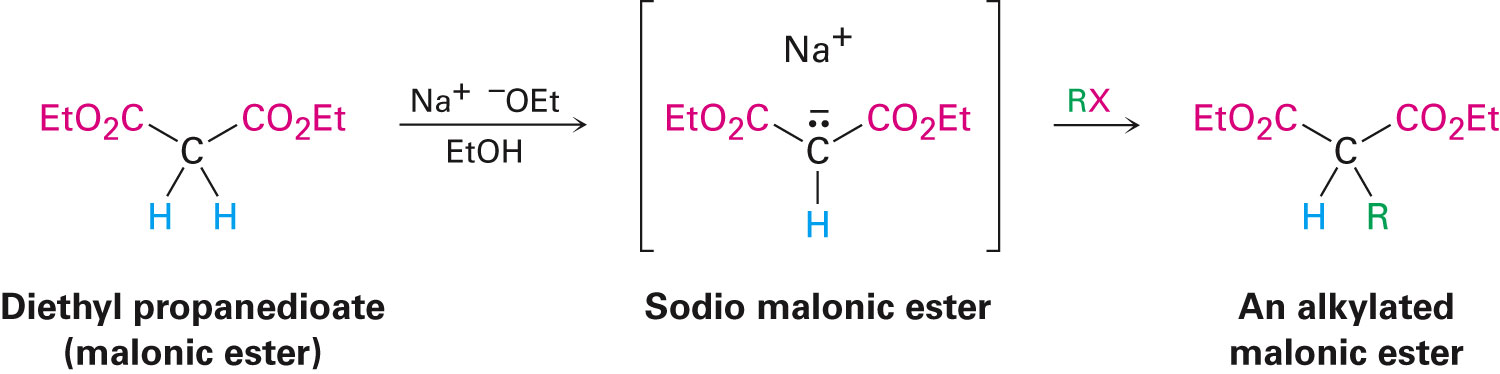 EtO₂C CO₂Et
C
H H
Na⁺ ⁻OEt
EtOH
Na⁺
EtO₂C CO₂Et
C
H
RX
EtO₂C CO₂Et
C
H R
Diethyl propanedioate
(malonic ester)
Sodio malonic ester
An alkylated
malonic ester